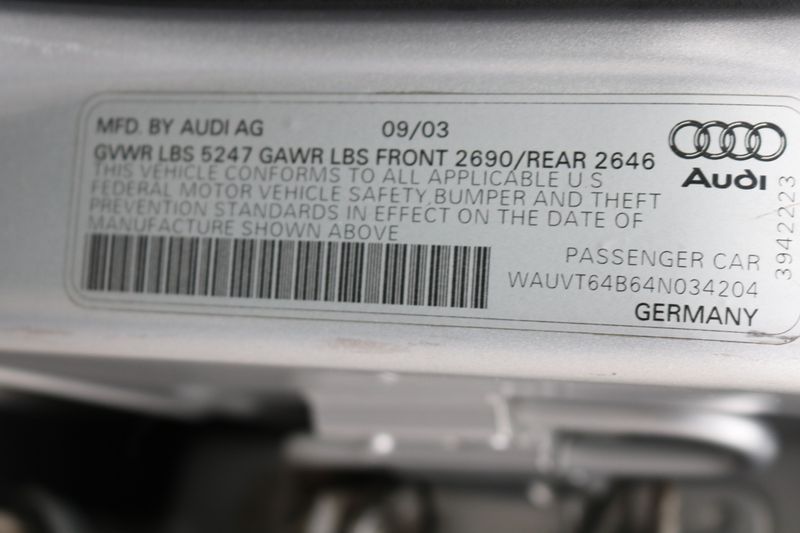 MFD. BY AUDI AG 09/03
GVWR LBS 5247 GAWR LBS FRONT 2690/REAR 2646
THIS VEHICLE CONFORMS TO ALL APPLICABLE U.S
FEDERAL MOTOR VEHICLE SAFETY,BUMPER AND THEFT
PREVENTION STANDARDS IN EFFECT ON THE DATE OF
MANUFACTURE SHOWN ABOVE
Audi
PASSENGER CAR
WAUVT64B64N034204
GERMANY
3942223